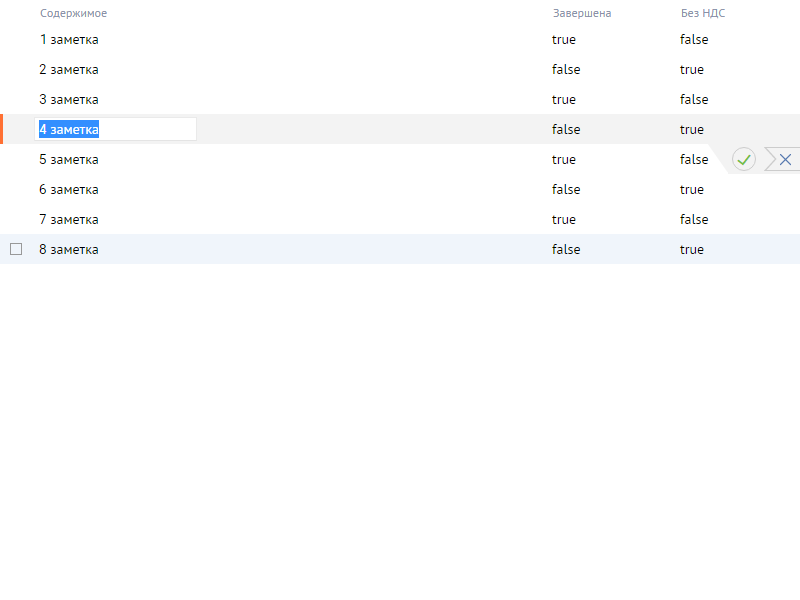 Содержимое Завершена Без НДС
1 заметка true false
2 заметка false true
3 заметка true false
4 заметка false true
5 заметка true false
6 заметка false true
7 заметка true false
8 заметка false true